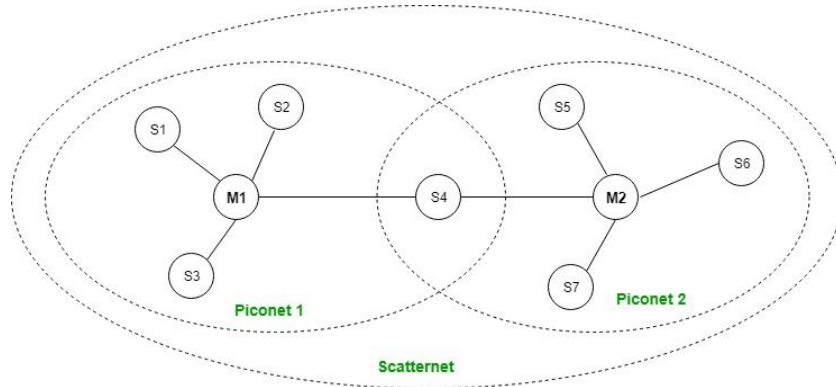 S2
S5
S1
S6
M1
S4
M2
S3
S7
Piconet 1
Piconet 2
Scatternet